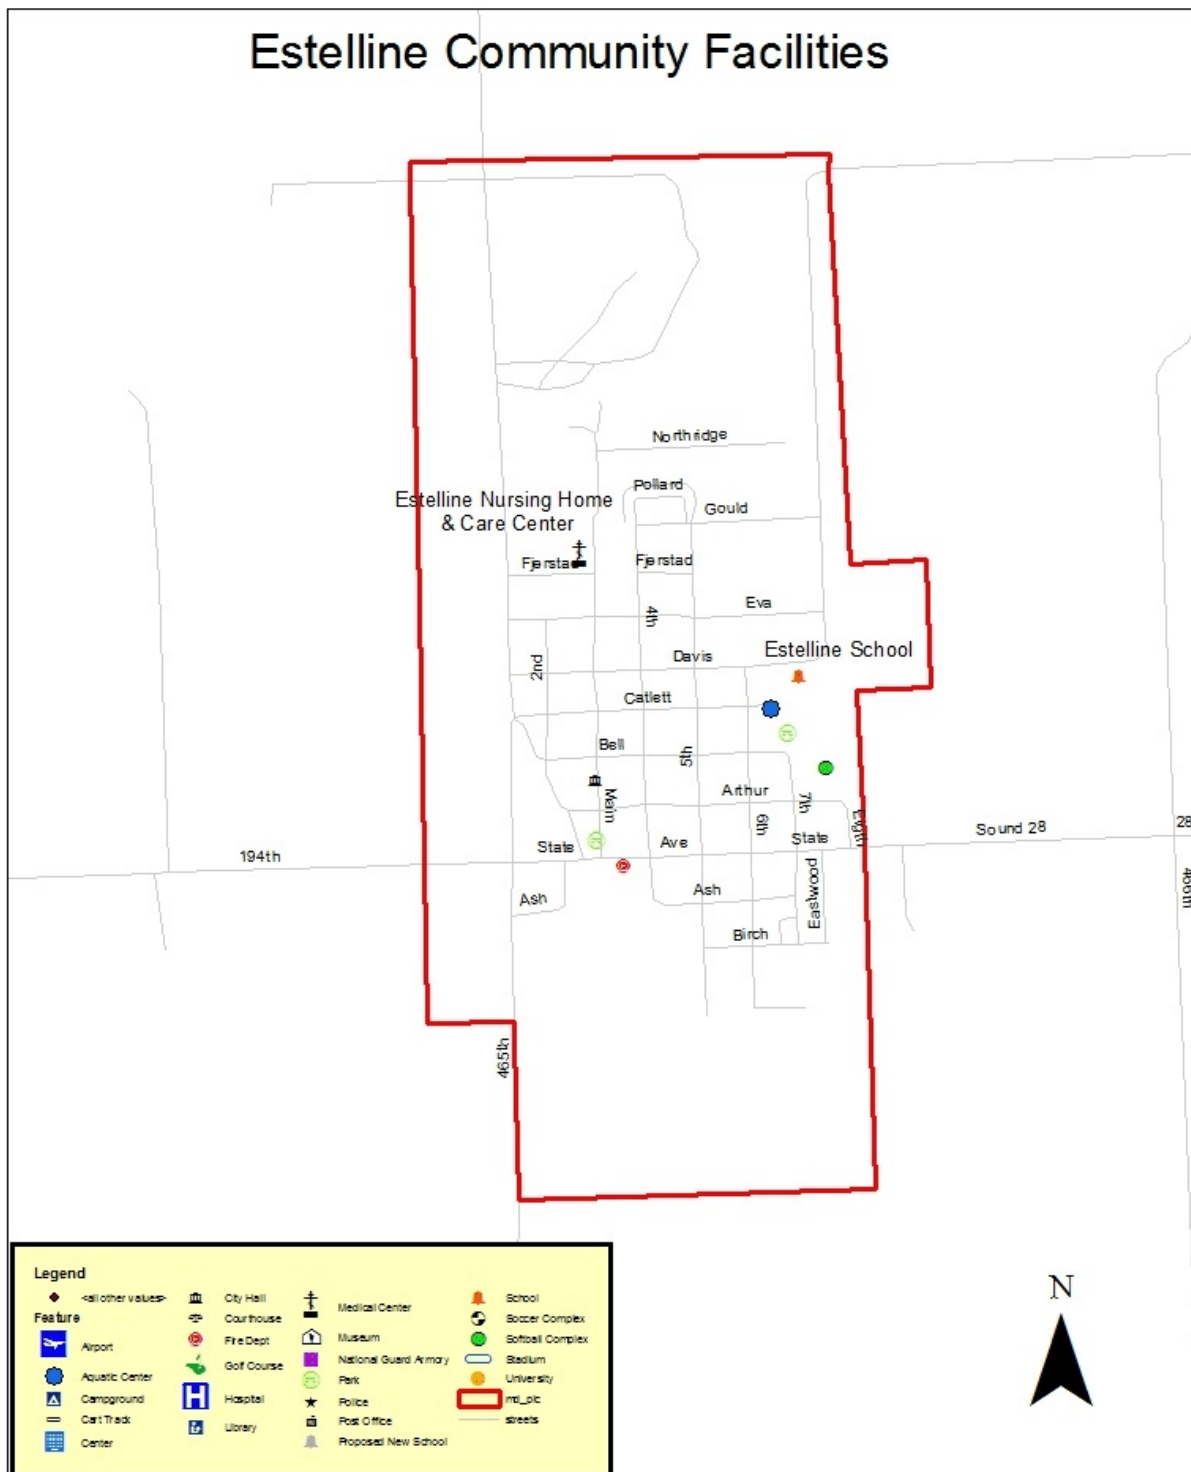 Estelline Community Facilities
Northridge
Pollard
Estelline Nursing Home
& Care Center
Gould
Fjerstad
Fjerstad
Eva
4th
Estelline School
Davis
2nd
Catlett
Bell
5th
Arthur
Main
7th
6th
State
Ave
State
Sound 28
28
194th
Ash
Ash
Eastwood
466th
Birch
465th
N
Legend
<all other values>
Feature
Airport
Aquatic Center
Campground
Cart Track
Center
City Hall
Courthouse
Fire Dept
Golf Course
H
Hospital
Library
Medical Center
Museum
National Guard Armory
Park
Police
Post Office
Proposed New School
School
Soccer Complex
Softball Complex
Stadium
University
streets